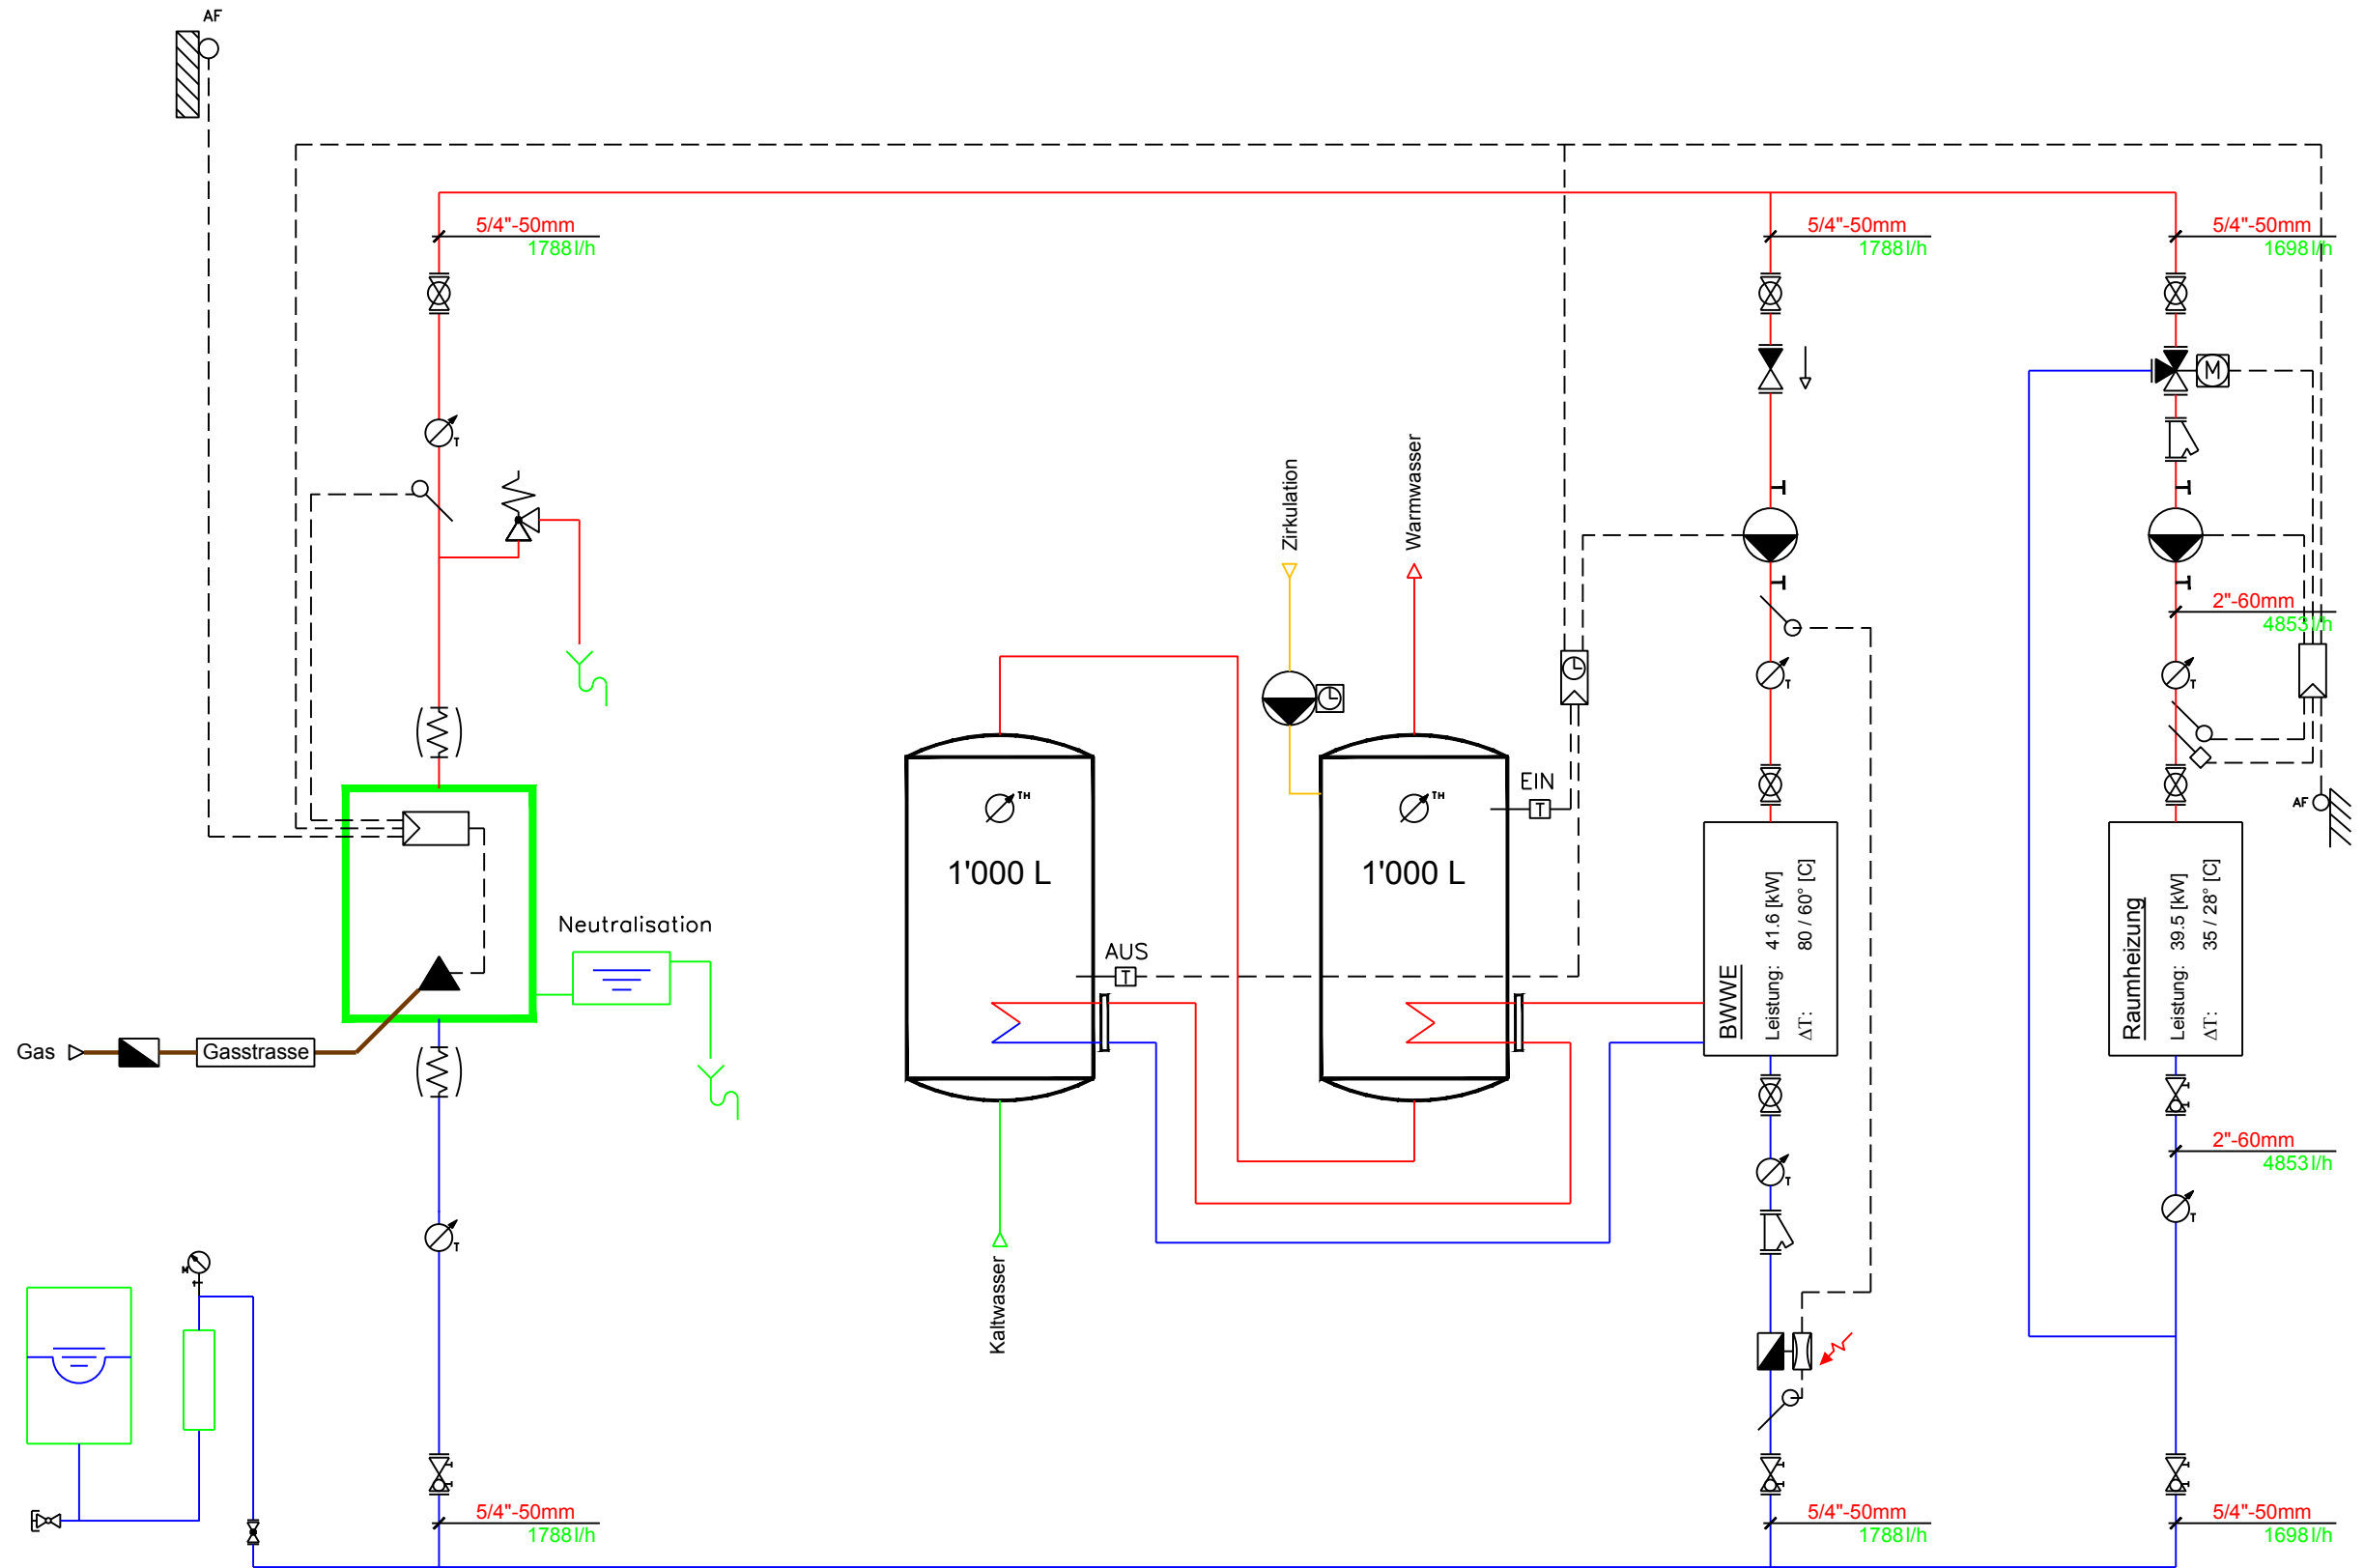 AF
5/4"-50mm
1788 l/h
5/4"-50mm
1788 l/h
5/4"-50mm
1698 l/h
M
T
Zirkulation
Warmwasser
2"-60mm
4853 l/h
T
T
TH
1'000 L
TH
1'000 L
EIN
T
AUS
T
AF
BWWE
Leistung: 41.6 [kW]
ΔT: 80 / 60° [C]
Raumheizung
Leistung: 39.5 [kW]
ΔT: 35 / 28° [C]
Neutralisation
Gas
Gasstrasse
2"-60mm
4853 l/h
T
T
T
M
Kaltwasser
5/4"-50mm
1788 l/h
5/4"-50mm
1788 l/h
5/4"-50mm
1698 l/h